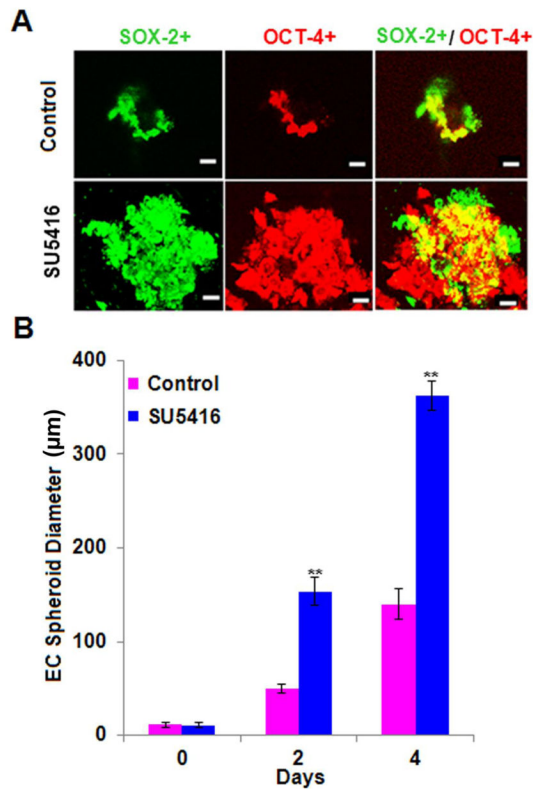 A
SOX-2+
OCT-4+
SOX-2+/OCT-4+
Control
SU5416
B
EC Spheroid Diameter (µm)
400
300
200
100
0
Control
SU5416
**
**
0
2
4
Days